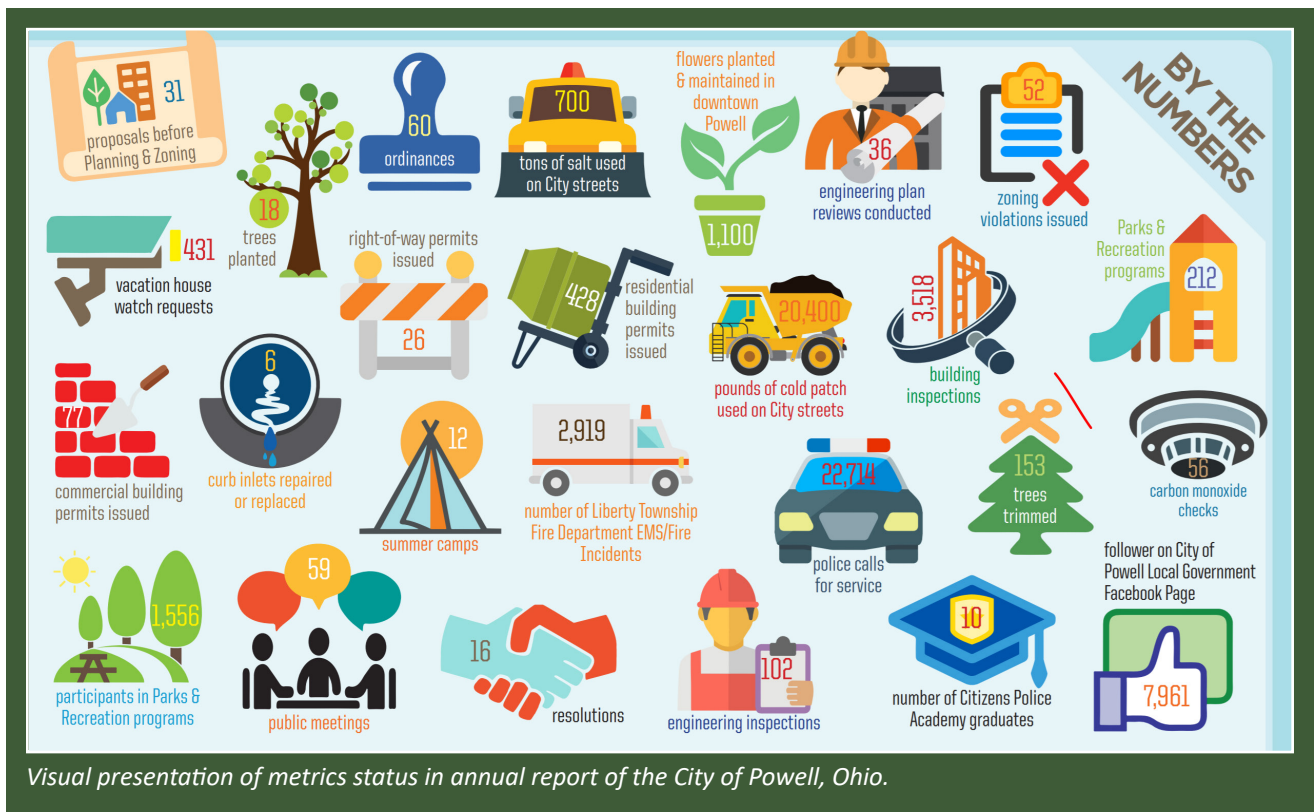 BY THE
NUMBERS
31
proposals before
Planning & Zoning
18
trees
planted
60
ordinances
700
tons of salt used
on City streets
flowers planted
& maintained in
downtown
Powell
1,100
36
engineering plan
reviews conducted
52
zoning
violations issued
431
vacation house
watch requests
right-of-way permits
issued
26
428
residential
building
permits
issued
20,400
pounds of cold patch
used on City streets
3,518
building
inspections
Parks &
Recreation
programs
212
77
commercial building
permits issued
6
curb inlets repaired
or replaced
12
summer camps
2,919
number of Liberty Township
Fire Department EMS/Fire
Incidents
22,714
police calls
for service
153
trees
trimmed
56
carbon monoxide
checks
1,556
participants in Parks &
Recreation programs
59
public meetings
16
resolutions
102
engineering inspections
10
number of Citizens Police
Academy graduates
follower on City of
Powell Local Government
Facebook Page
7,961
Visual presentation of metrics status in annual report of the City of Powell, Ohio.